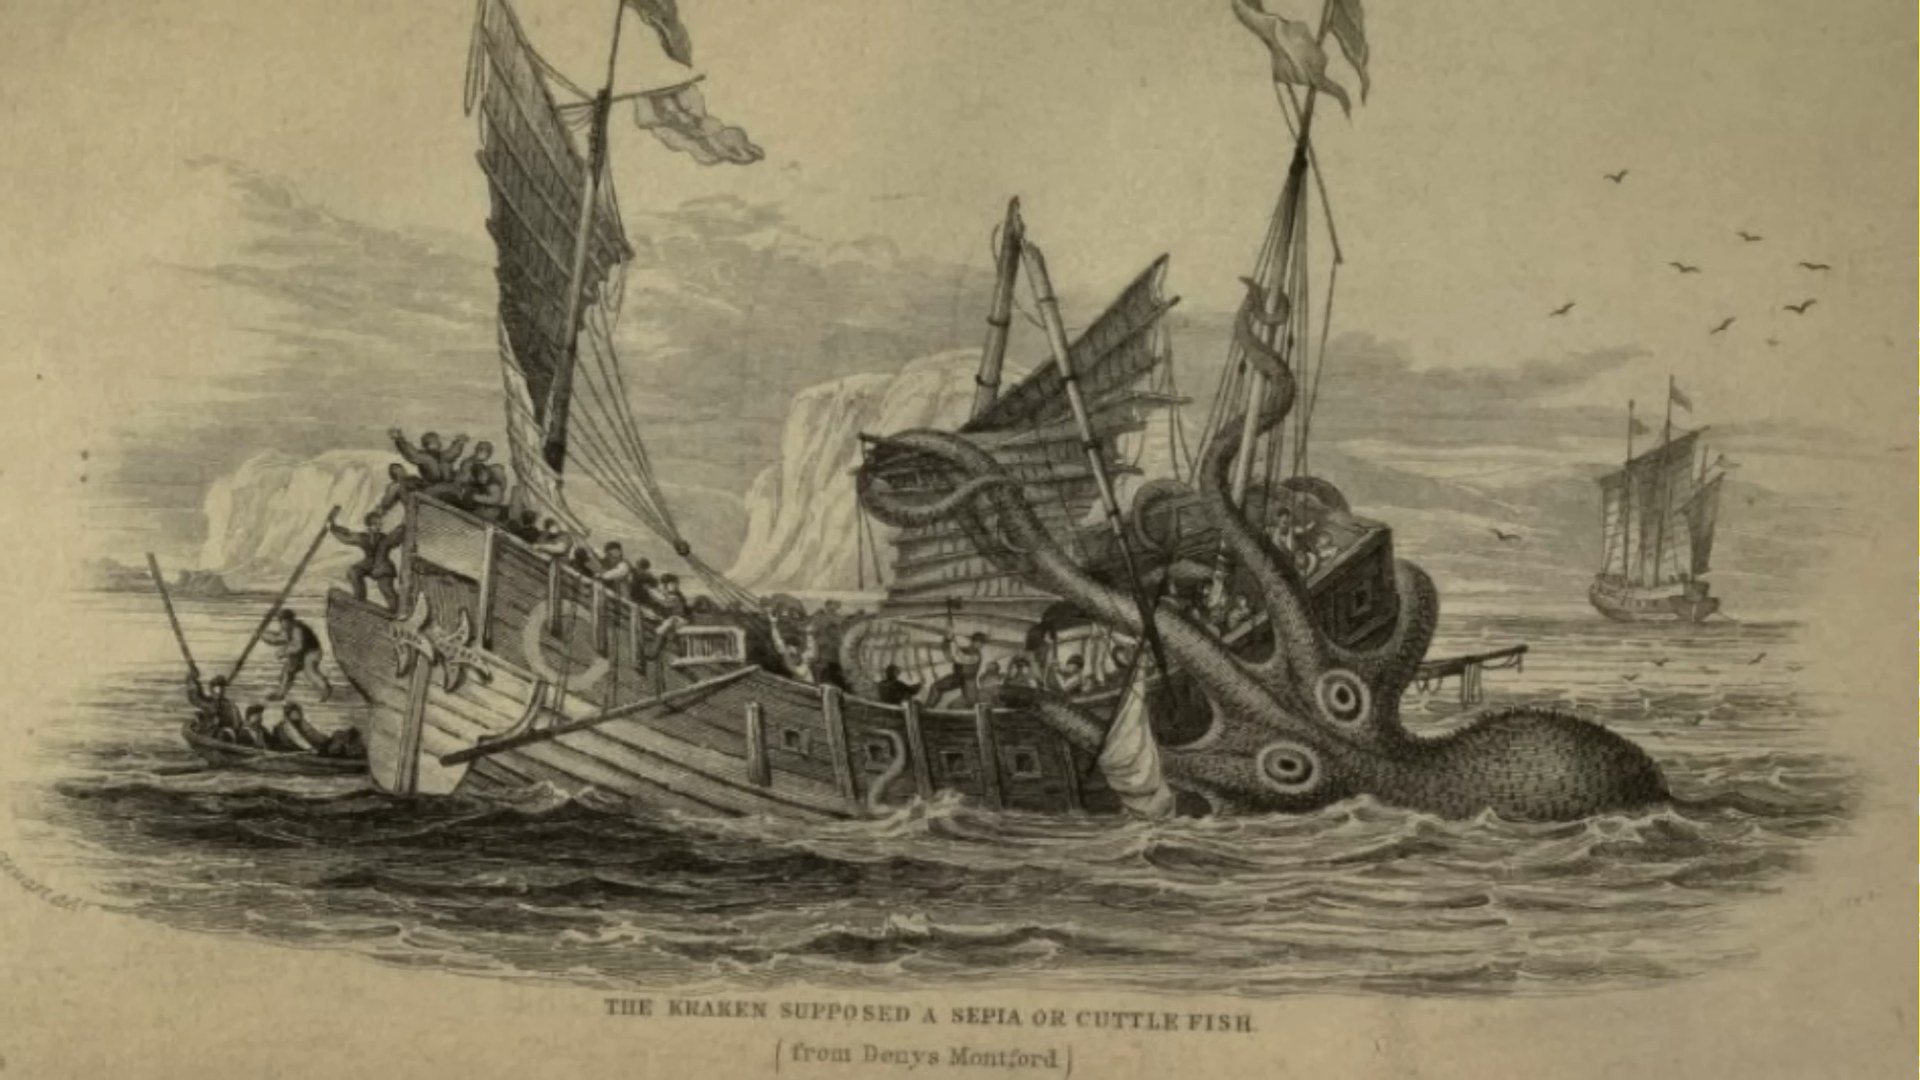 THE KRAKEN SUPPOSED A SEPIA OR CUTTLE FISH.
(from Denys Montford)